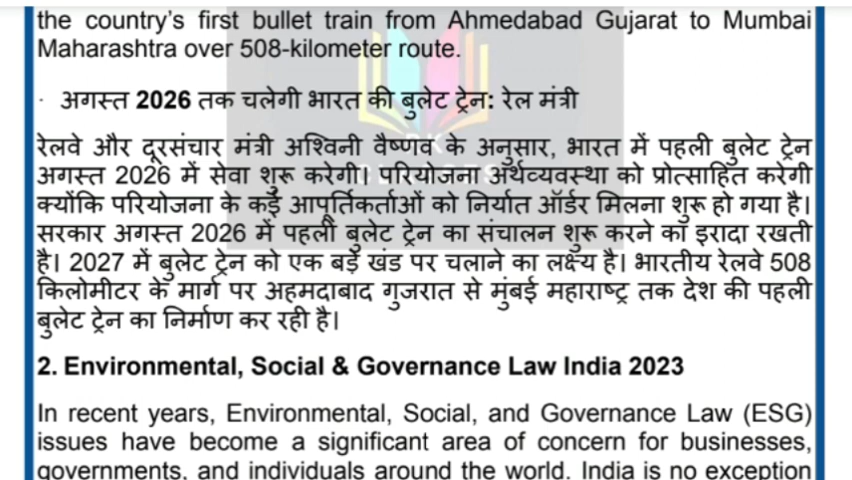 the country's first bullet train from Ahmedabad Gujarat to Mumbai
Maharashtra over 508-kilometer route.
· अगस्त 2026 तक चलेगी भारत की बुलेट ट्रेन: रेल मंत्री
रेलवे और दूरसंचार मंत्री अश्विनी वैष्णव के अनुसार, भारत में पहली बुलेट ट्रेन
अगस्त 2026 में सेवा शुरू करेगी। परियोजना अर्थव्यवस्था को प्रोत्साहित करेगी
क्योंकि परियोजना के कई आपूर्तिकर्ताओं को निर्यात ऑर्डर मिलना शुरू हो गया है।
सरकार अगस्त 2026 में पहली बुलेट ट्रेन का संचालन शुरू करने का इरादा रखती
है। 2027 में बुलेट ट्रेन को एक बड़े खंड पर चलाने का लक्ष्य है। भारतीय रेलवे 508
किलोमीटर के मार्ग पर अहमदाबाद गुजरात से मुंबई महाराष्ट्र तक देश की पहली
बुलेट ट्रेन का निर्माण कर रही है।
2. Environmental, Social & Governance Law India 2023
In recent years, Environmental, Social, and Governance Law (ESG)
issues have become a significant area of concern for businesses,
governments, and individuals around the world. India is no exception